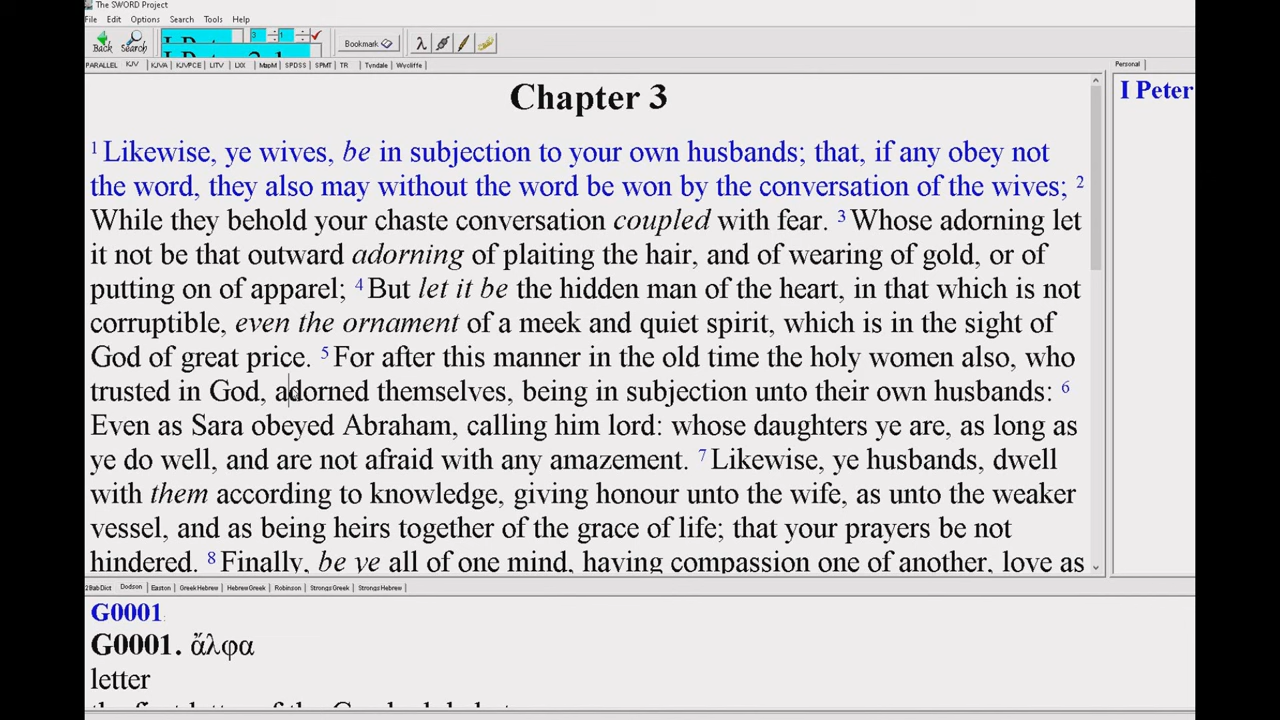 The SWORD Project
File Edit Options Search Tools Help
Back Search 3 1 Bookmark λ
PARALLEL KJV KJVA KJVPCE LITV LXX MapM SPDSS SPMT TR Tyndale Wycliffe Personal
I Peter
Chapter 3
1 Likewise, ye wives, be in subjection to your own husbands; that, if any obey not
the word, they also may without the word be won by the conversation of the wives; 2
While they behold your chaste conversation coupled with fear. 3 Whose adorning let
it not be that outward adorning of plaiting the hair, and of wearing of gold, or of
putting on of apparel; 4 But let it be the hidden man of the heart, in that which is not
corruptible, even the ornament of a meek and quiet spirit, which is in the sight of
God of great price. 5 For after this manner in the old time the holy women also, who
trusted in God, adorned themselves, being in subjection unto their own husbands: 6
Even as Sara obeyed Abraham, calling him lord: whose daughters ye are, as long as
ye do well, and are not afraid with any amazement. 7 Likewise, ye husbands, dwell
with them according to knowledge, giving honour unto the wife, as unto the weaker
vessel, and as being heirs together of the grace of life; that your prayers be not
hindered. 8 Finally, be ye all of one mind, having compassion one of another, love as
2BabDict Dodson Easton GreekHebrew HebrewGreek Robinson StrongsGreek StrongsHebrew
G0001
G0001. ἄλφα
letter